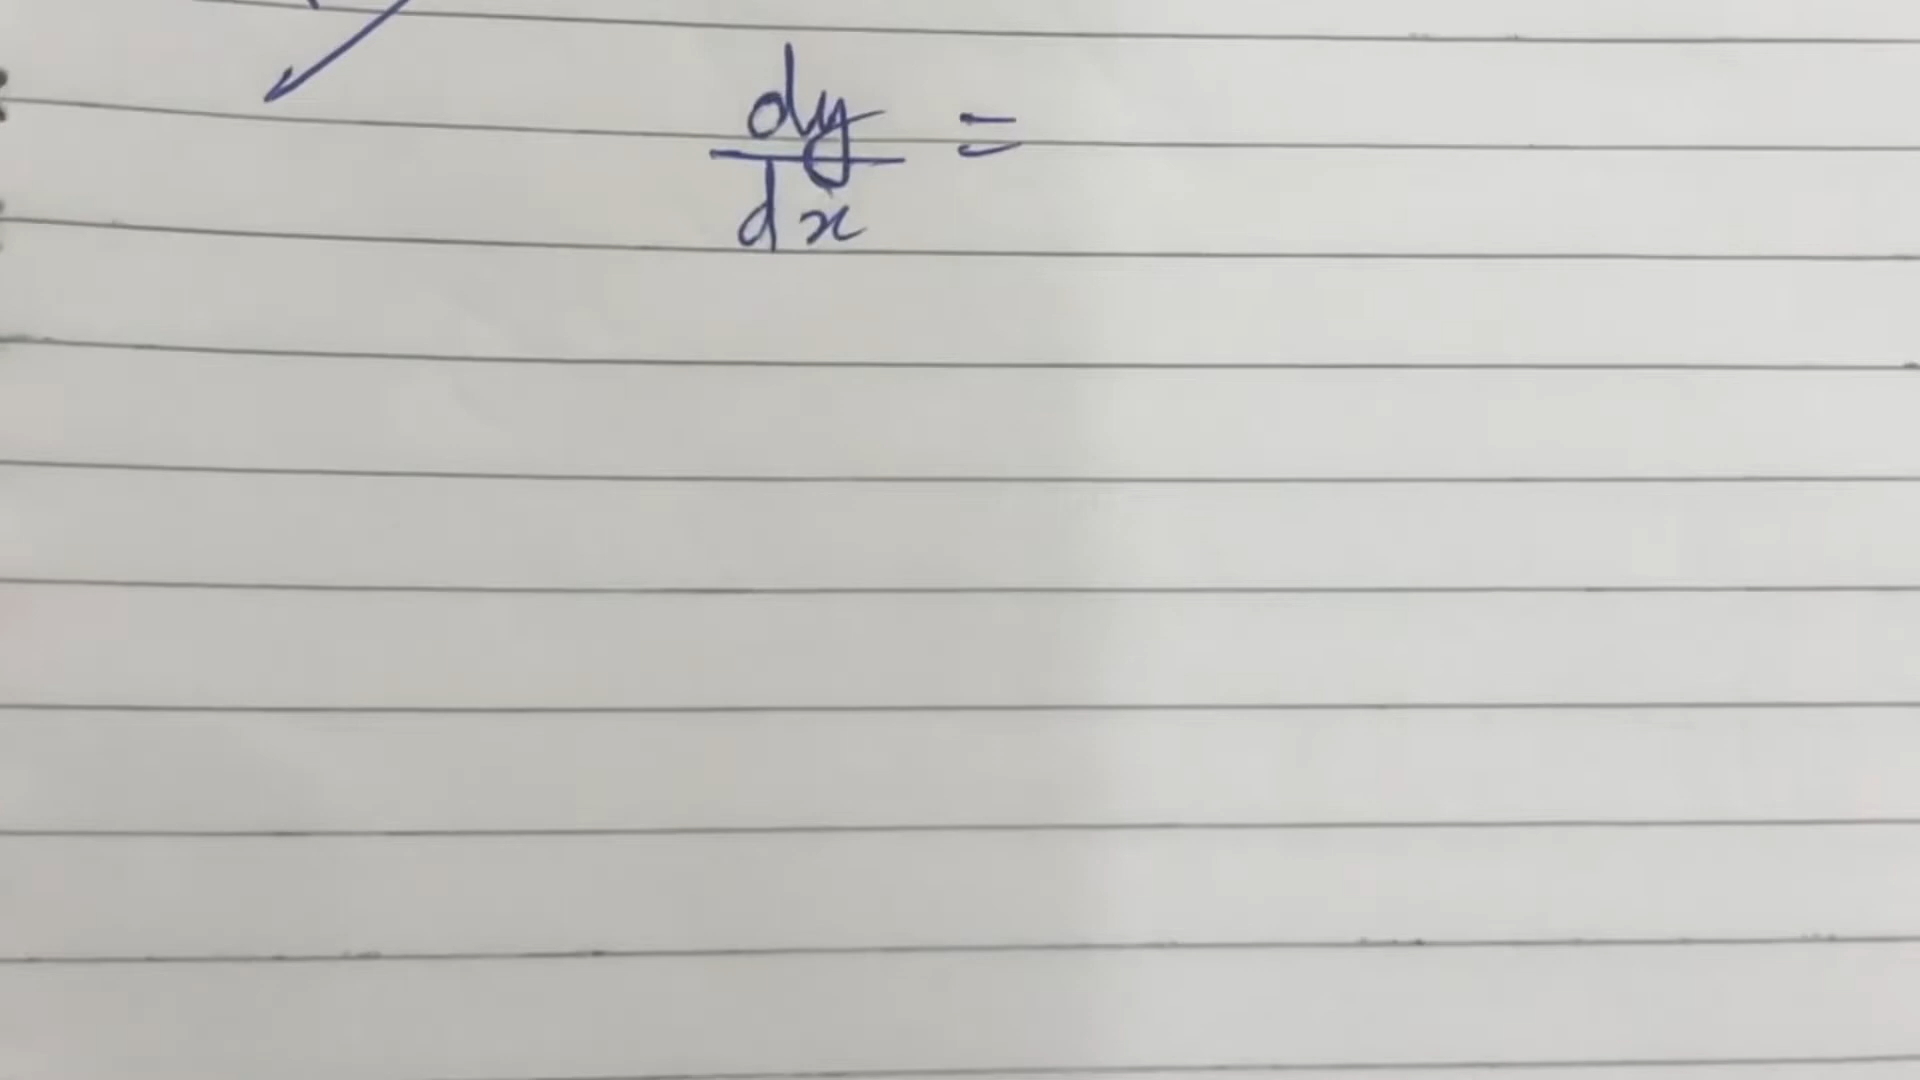 dy/dx =